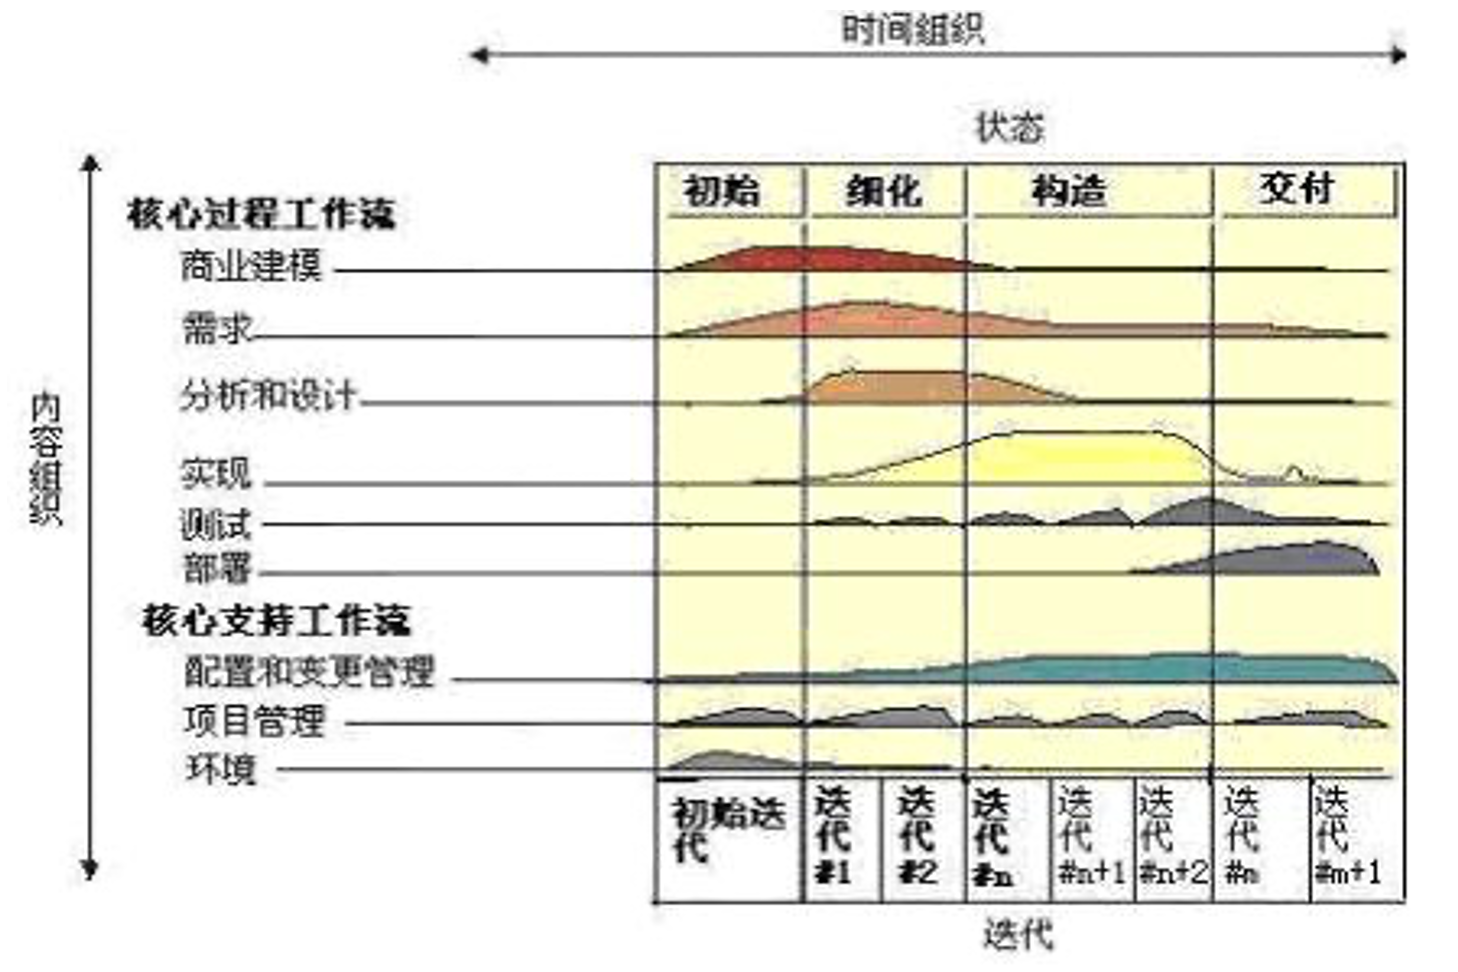 时间组织
状态
初始 细化 构造 交付
核心过程工作流
商业建模
需求
分析和设计
实现
测试
部署
核心支持工作流
配置和变更管理
项目管理
环境
内容组织
初始迭代
迭代#1
迭代#2
迭代#n
迭代#n+1
迭代#n+2
迭代#m
迭代#m+1
迭代